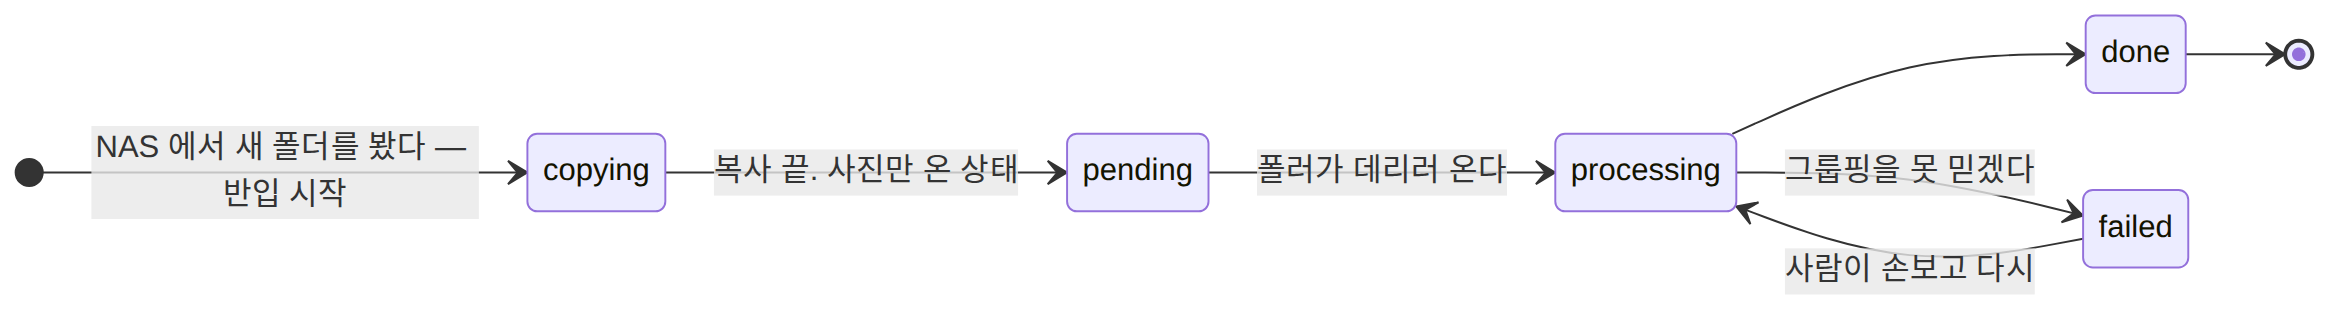 NAS 에서 새 폴더를 봤다 —
반입 시작
copying
복사 끝. 사진만 온 상태
pending
폴러가 데리러 온다
processing
done
그룹핑을 못 믿겠다
failed
사람이 손보고 다시